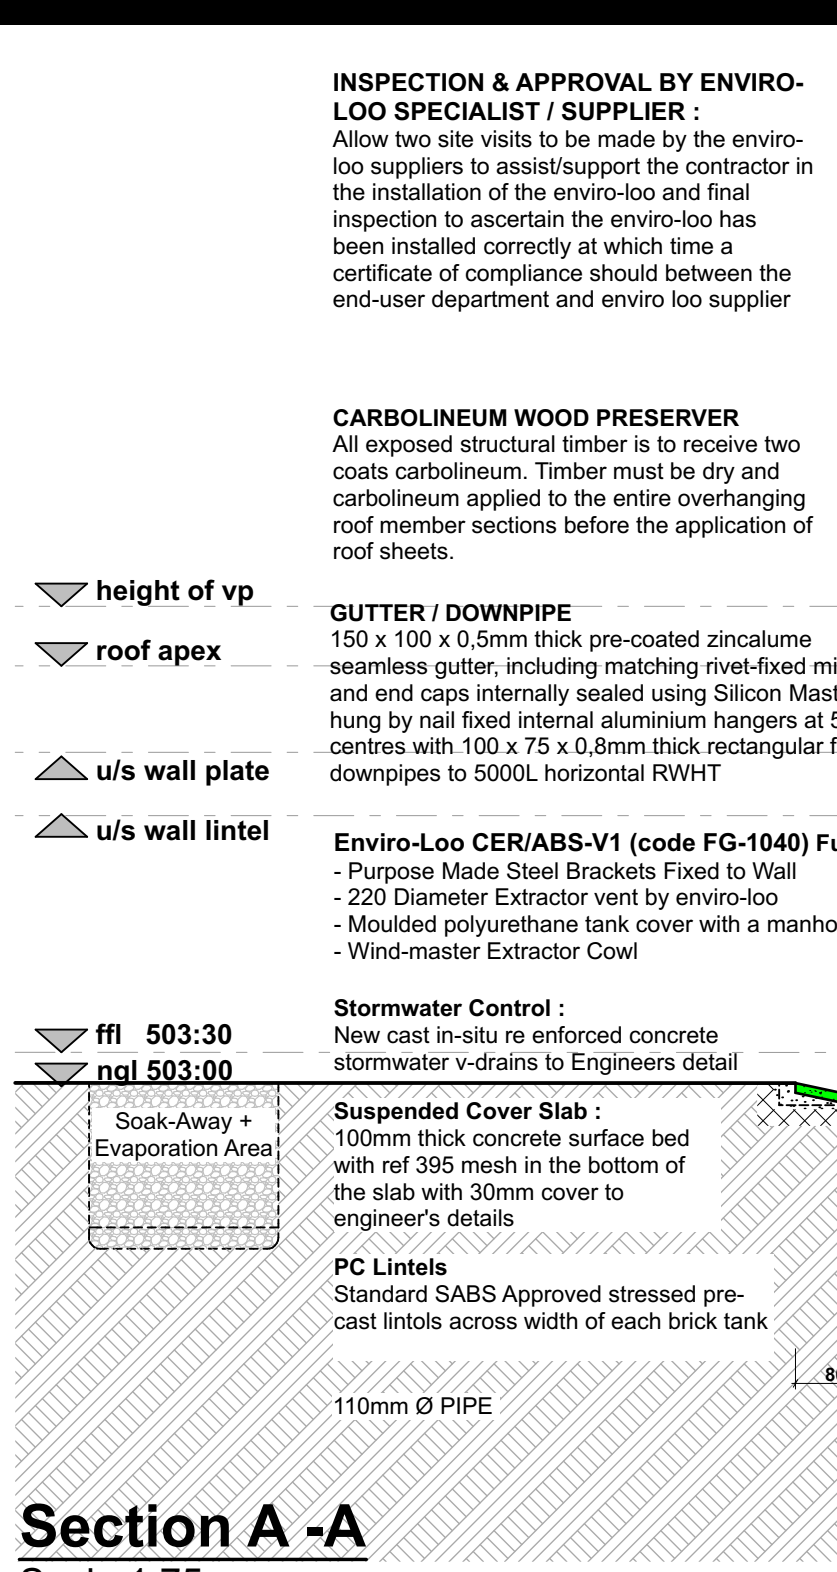 INSPECTION & APPROVAL BY ENVIRO-
LOO SPECIALIST / SUPPLIER :
Allow two site visits to be made by the enviro-
loo suppliers to assist/support the contractor in
the installation of the enviro-loo and final
inspection to ascertain the enviro-loo has
been installed correctly at which time a
certificate of compliance should between the
end-user department and enviro loo supplier
CARBOLINEUM WOOD PRESERVER
All exposed structural timber is to receive two
coats carbolineum. Timber must be dry and
carbolineum applied to the entire overhanging
roof member sections before the application of
roof sheets.
height of vp
roof apex
u/s wall plate
u/s wall lintel
GUTTER / DOWNPIPE
150 x 100 x 0,5mm thick pre-coated zincalume
seamless gutter, including matching rivet-fixed
and end caps internally sealed using Silicon
hung by nail fixed internal aluminium hangers at
centres with 100 x 75 x 0,8mm thick rectangular
downpipes to 5000L horizontal RWHT
Enviro-Loo CER/ABS-V1 (code FG-1040)
- Purpose Made Steel Brackets Fixed to Wall
- 220 Diameter Extractor vent by enviro-loo
- Moulded polyurethane tank cover with a
- Wind-master Extractor Cowl
ffl 503:30
ngl 503:00
Stormwater Control :
New cast in-situ re enforced concrete
stormwater v-drains to Engineers detail
Soak-Away +
Evaporation Area
Suspended Cover Slab :
100mm thick concrete surface bed
with ref 395 mesh in the bottom of
the slab with 30mm cover to
engineer's details
PC Lintels
Standard SABS Approved stressed pre-
cast lintols across width of each brick tank
110mm Ø PIPE
Section A -A